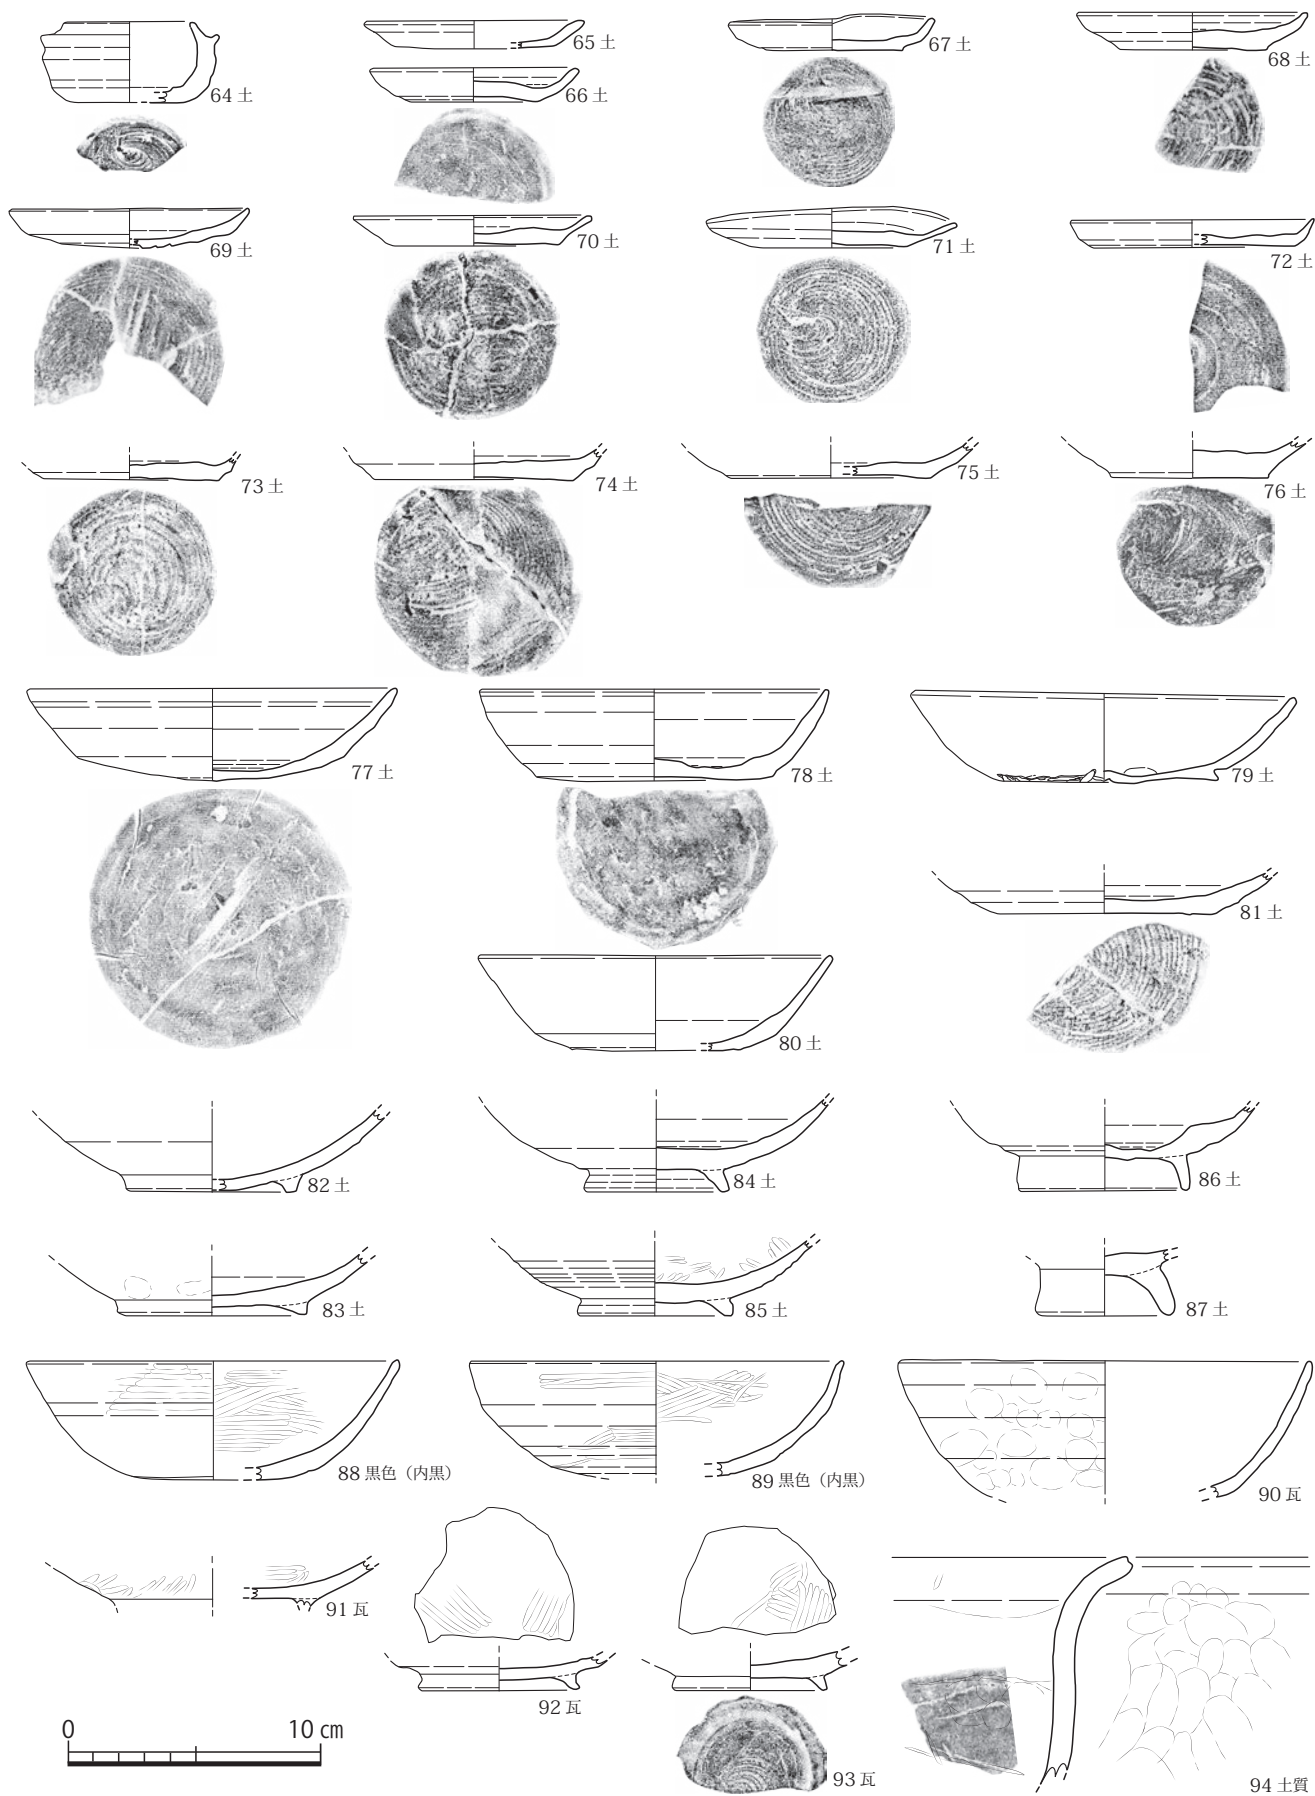 64 土
65 土
66 土
67 土
68 土
69 土
70 土
71 土
72 土
73 土
74 土
75 土
76 土
77 土
78 土
79 土
80 土
81 土
82 土
83 土
84 土
85 土
86 土
87 土
88 黒色（内黒）
89 黒色（内黒）
90 瓦
91 瓦
92 瓦
93 瓦
94 土質
0 10 cm